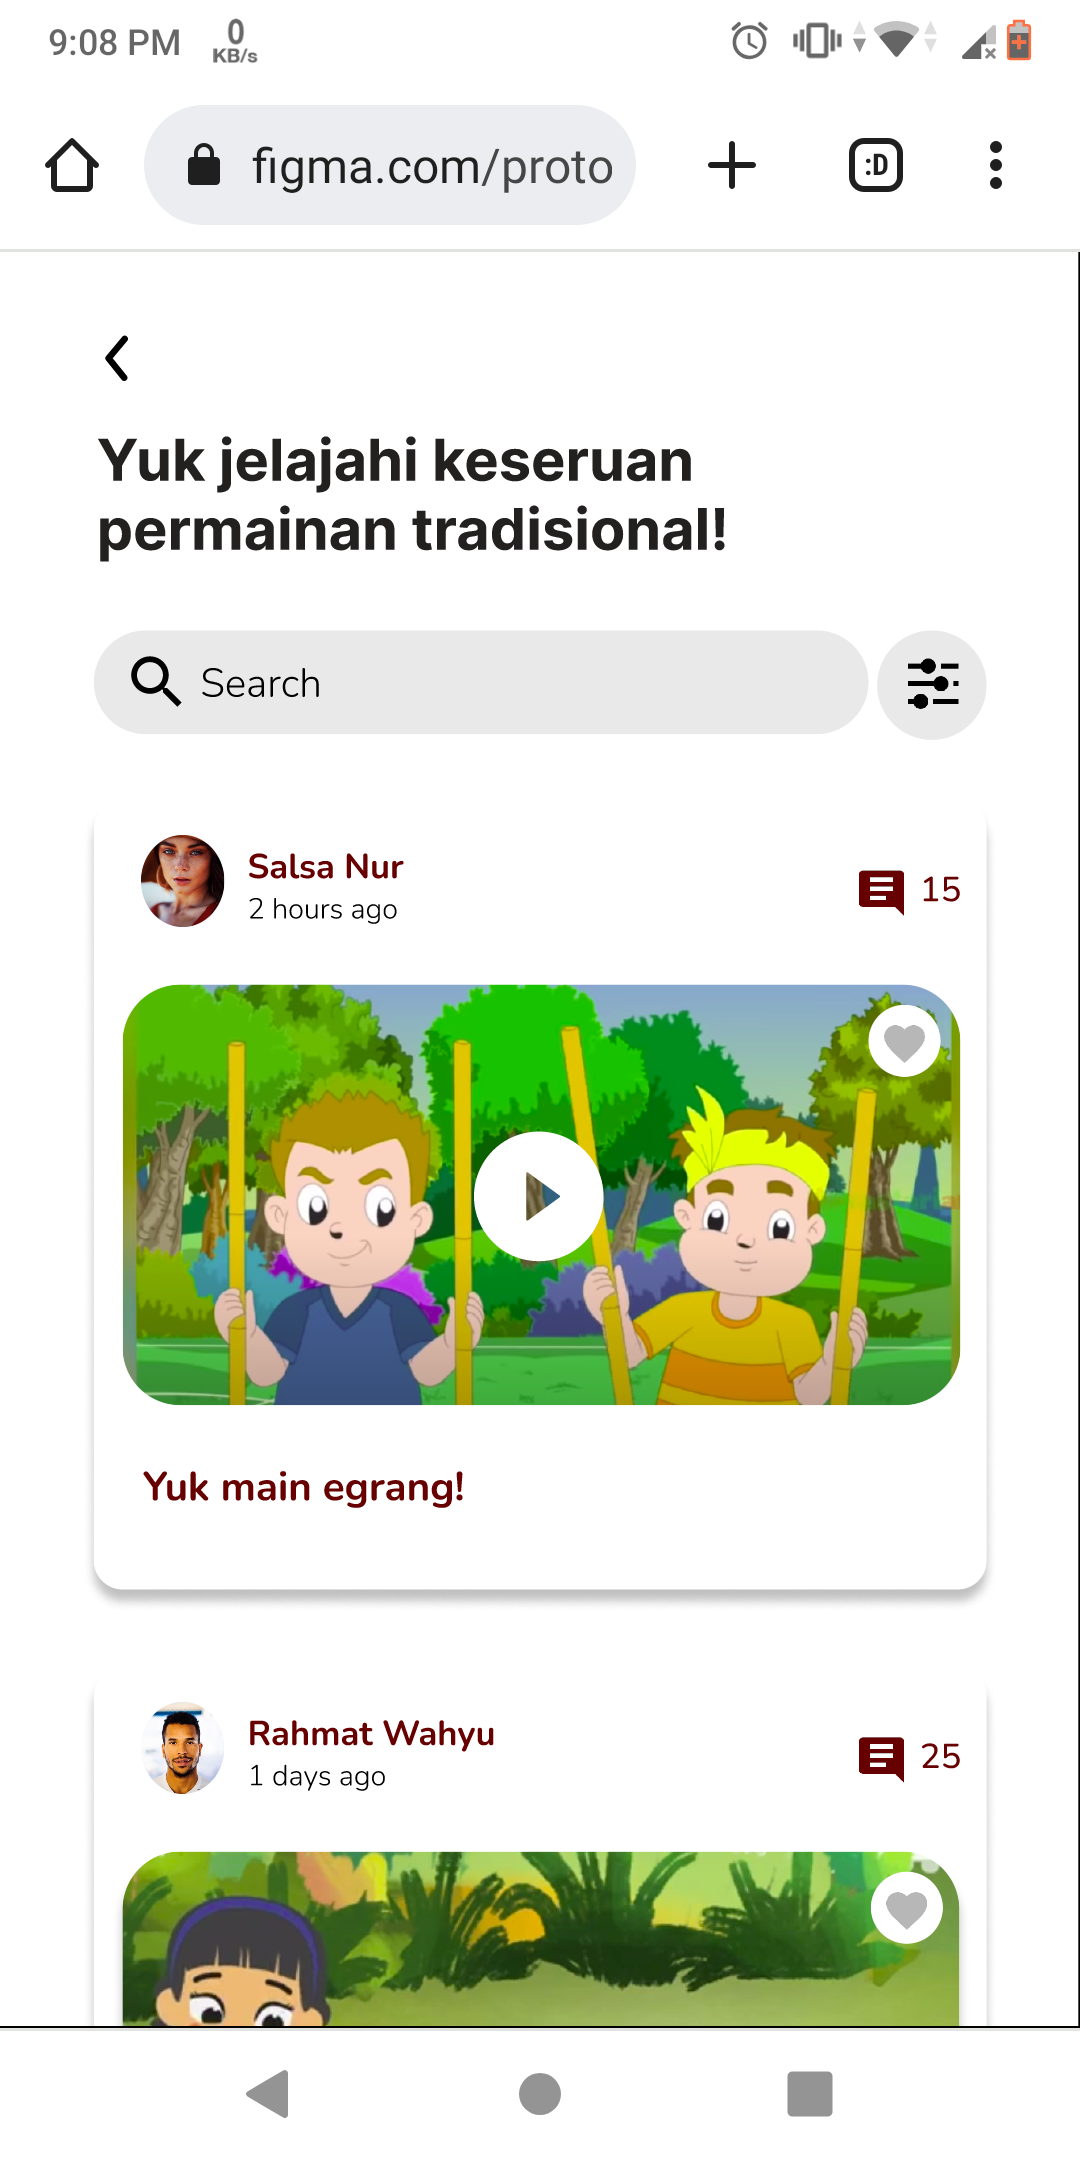 9:08 PM
0
KB/s
figma.com/proto
:D
Yuk jelajahi keseruan
permainan tradisional!
Search
Salsa Nur
2 hours ago
15
Yuk main egrang!
Rahmat Wahyu
1 days ago
25